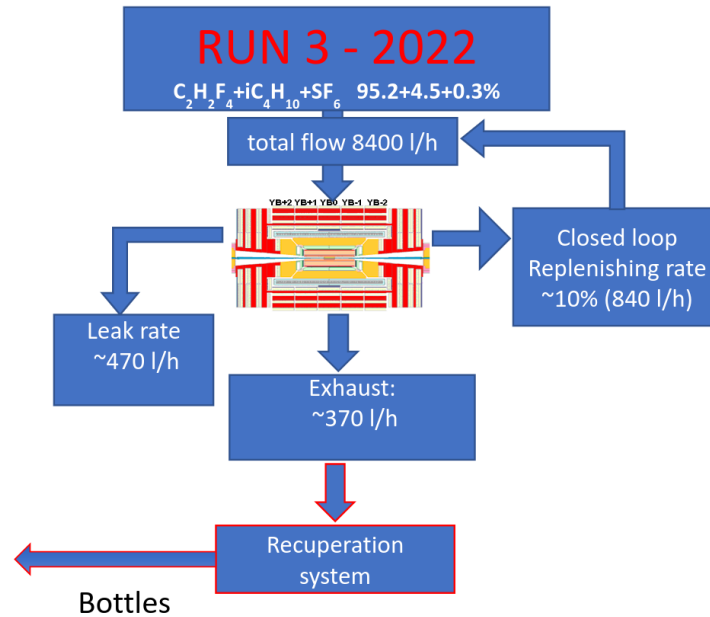 RUN 3 - 2022
C₂H₂F₄+iC₄H₁₀+SF₆ 95.2+4.5+0.3%
total flow 8400 l/h
YB+2 YB+1 YB0 YB-1 YB-2
Closed loop
Replenishing rate
~10% (840 l/h)
Leak rate
~470 l/h
Exhaust:
~370 l/h
Recuperation
system
Bottles